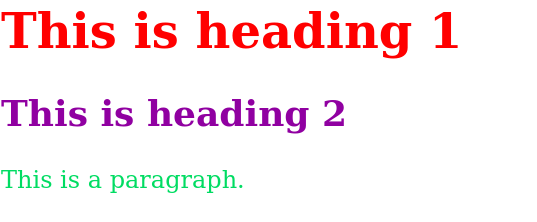 This is heading 1
This is heading 2
This is a paragraph.